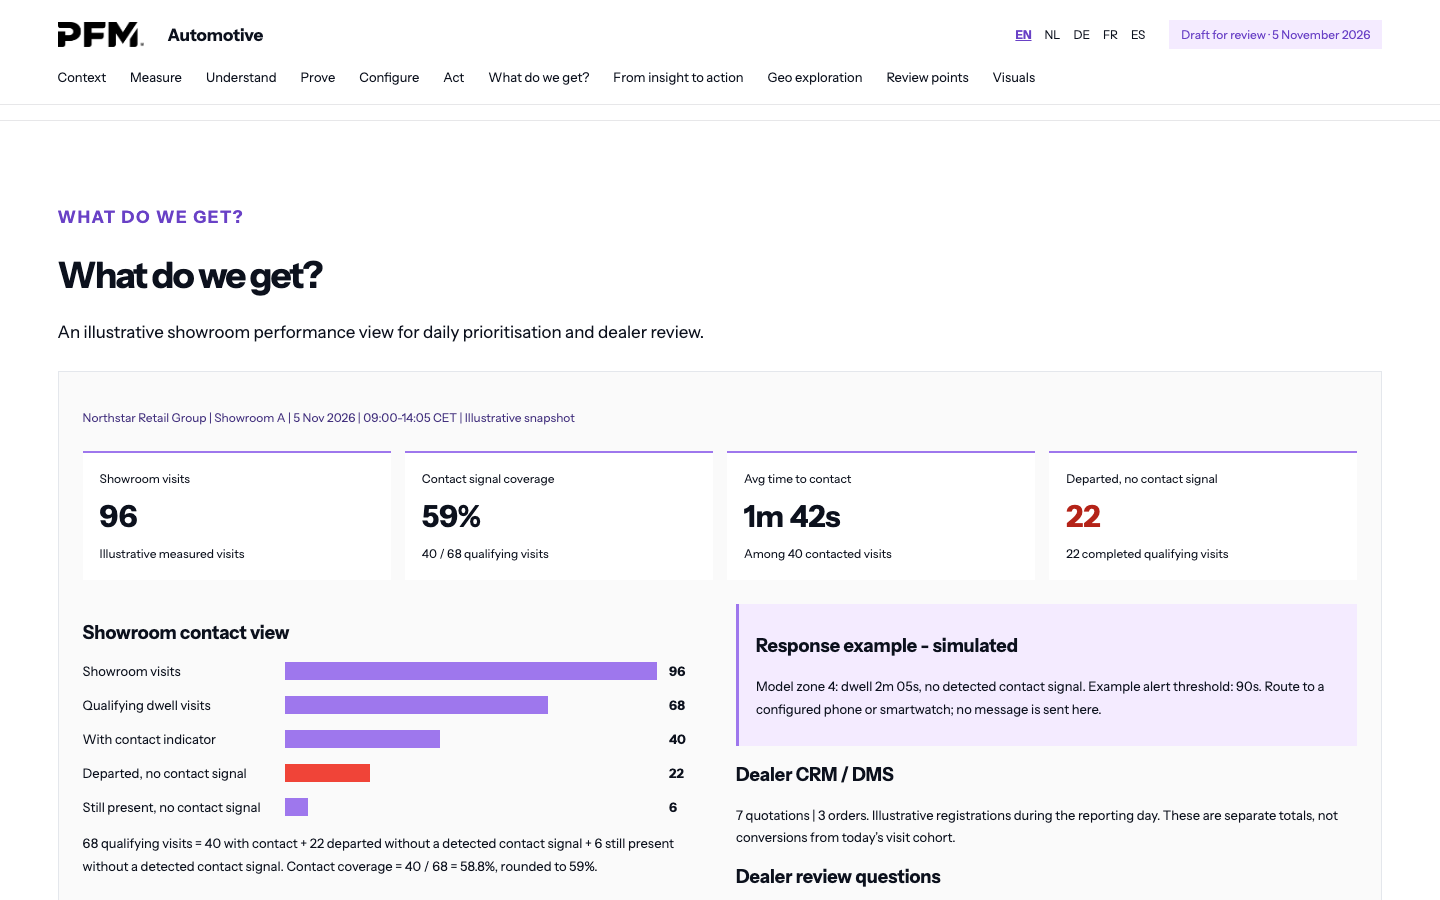 PFM. Automotive
EN NL DE FR ES
Draft for review · 5 November 2026
Context Measure Understand Prove Configure Act What do we get? From insight to action Geo exploration Review points Visuals
WHAT DO WE GET?
What do we get?
An illustrative showroom performance view for daily prioritisation and dealer review.
Northstar Retail Group | Showroom A | 5 Nov 2026 | 09:00-14:05 CET | Illustrative snapshot
Showroom visits
96
Illustrative measured visits
Contact signal coverage
59%
40 / 68 qualifying visits
Avg time to contact
1m 42s
Among 40 contacted visits
Departed, no contact signal
22
22 completed qualifying visits
Showroom contact view
Showroom visits 96
Qualifying dwell visits 68
With contact indicator 40
Departed, no contact signal 22
Still present, no contact signal 6
68 qualifying visits = 40 with contact + 22 departed without a detected contact signal + 6 still present
without a detected contact signal. Contact coverage = 40 / 68 = 58.8%, rounded to 59%.
Response example - simulated
Model zone 4: dwell 2m 05s, no detected contact signal. Example alert threshold: 90s. Route to a
configured phone or smartwatch; no message is sent here.
Dealer CRM / DMS
7 quotations | 3 orders. Illustrative registrations during the reporting day. These are separate totals, not
conversions from today's visit cohort.
Dealer review questions